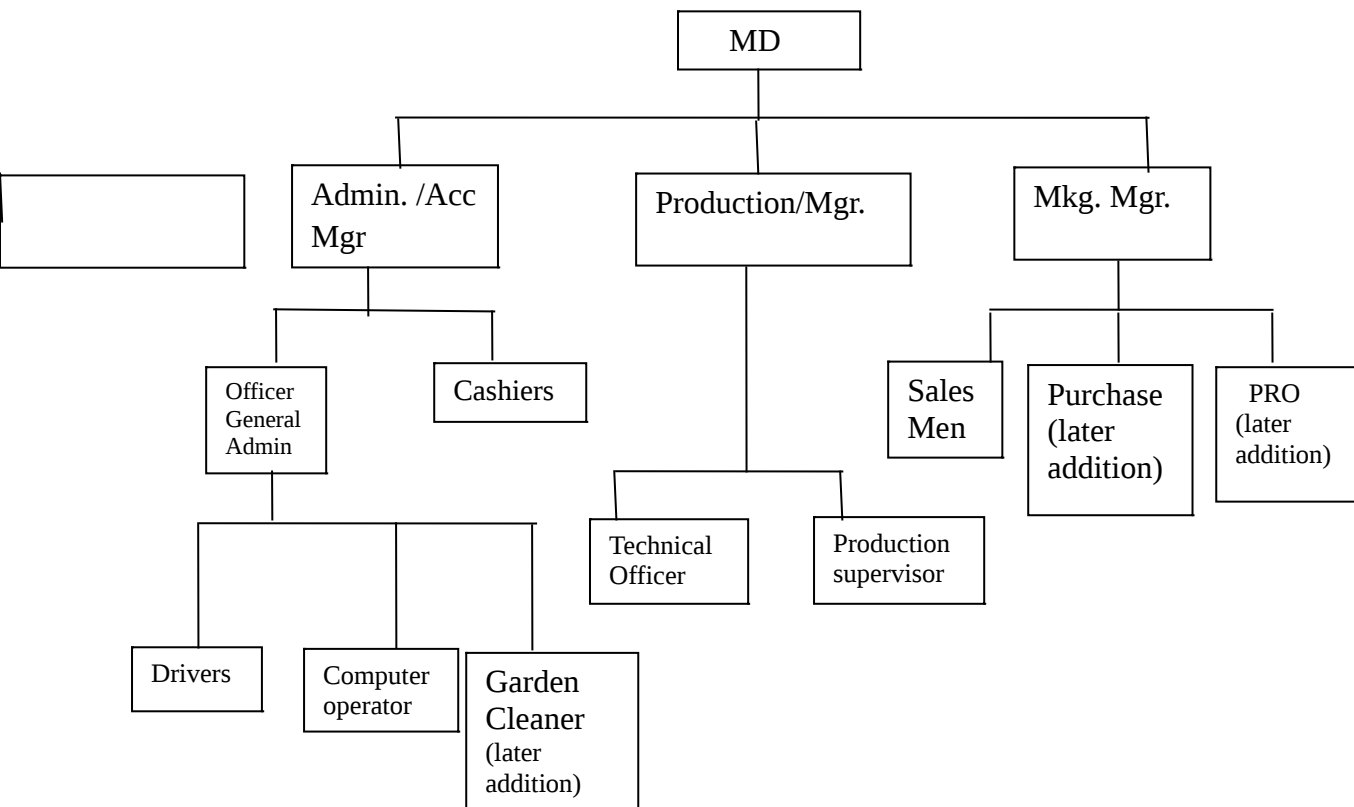 MD
Admin. /Acc
Mgr
Production/Mgr.
Mkg. Mgr.
Officer
General
Admin
Cashiers
Sales
Men
Purchase
(later
addition)
PRO
(later
addition)
Technical
Officer
Production
supervisor
Drivers
Computer
operator
Garden
Cleaner
(later
addition)